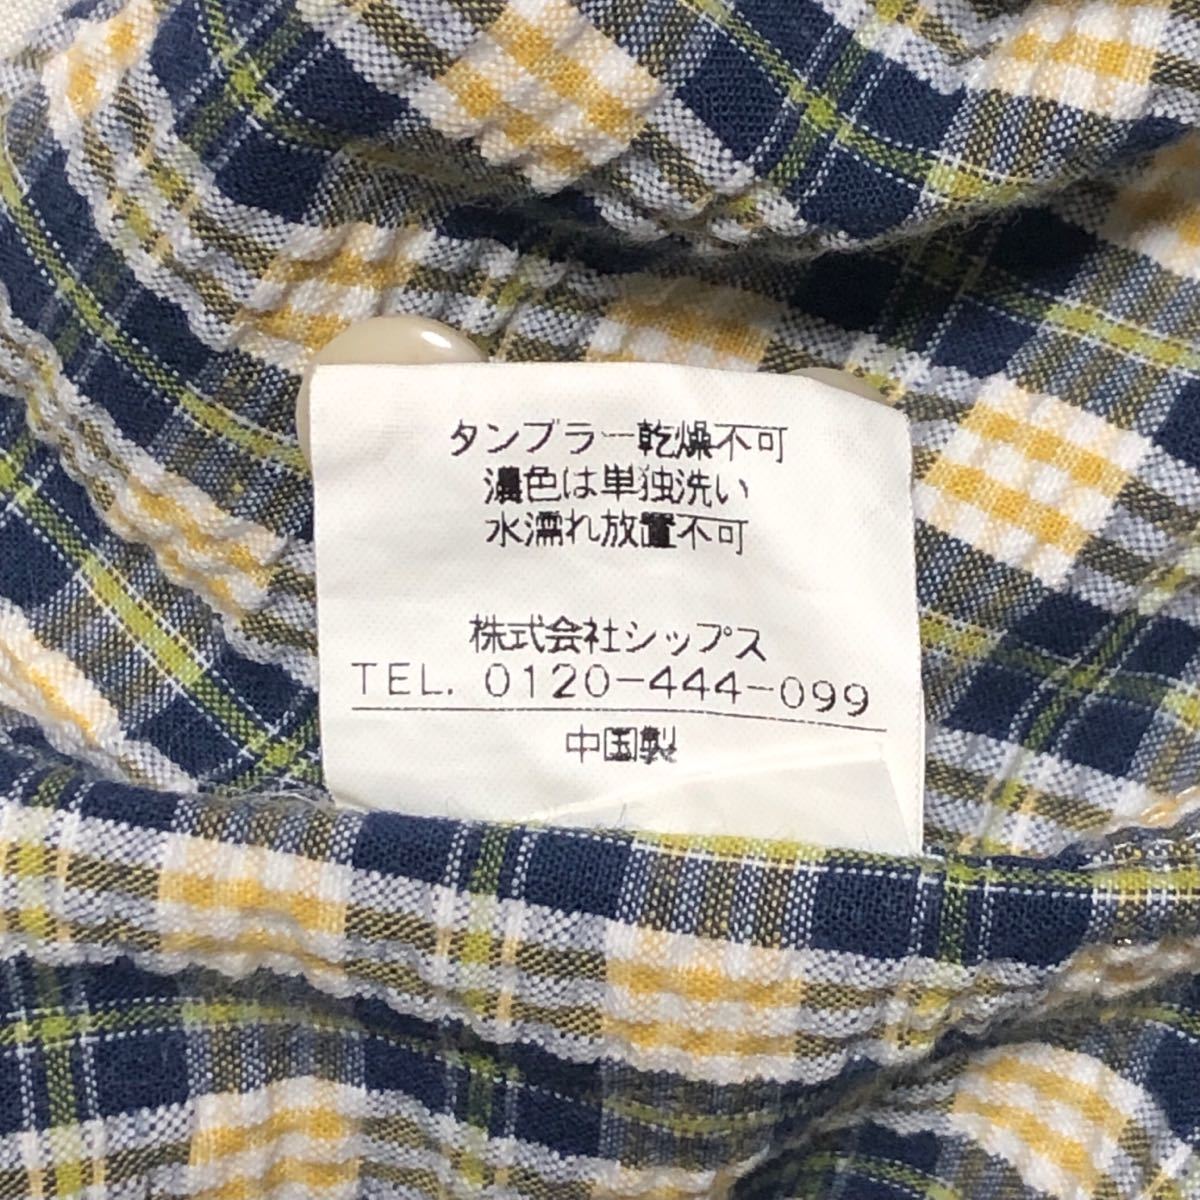 タンブラー乾燥不可
濃色は単独洗い
水濡れ放置不可
株式会社シップス
TEL. 0120-444-099
中国製